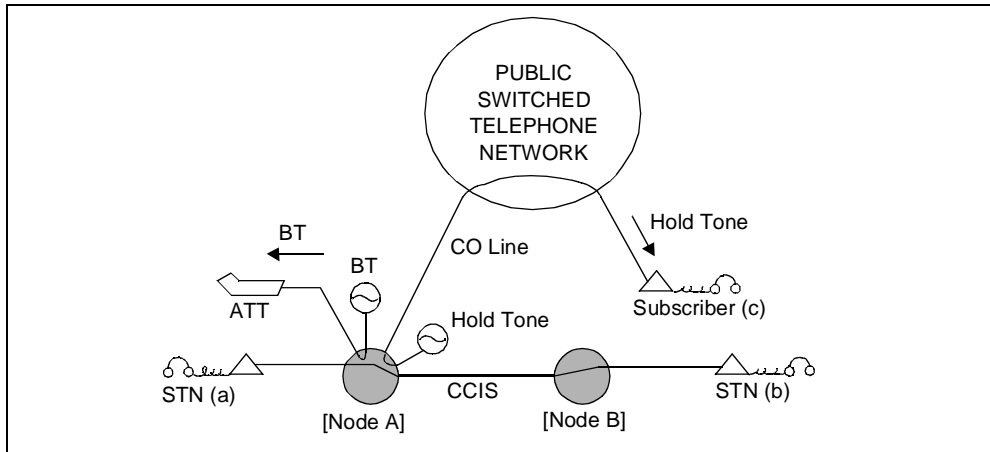 PUBLIC
SWITCHED
TELEPHONE
NETWORK
Hold Tone
BT
CO Line
BT
ATT
Subscriber (c)
Hold Tone
STN (a)
CCIS
STN (b)
[Node A]
[Node B]